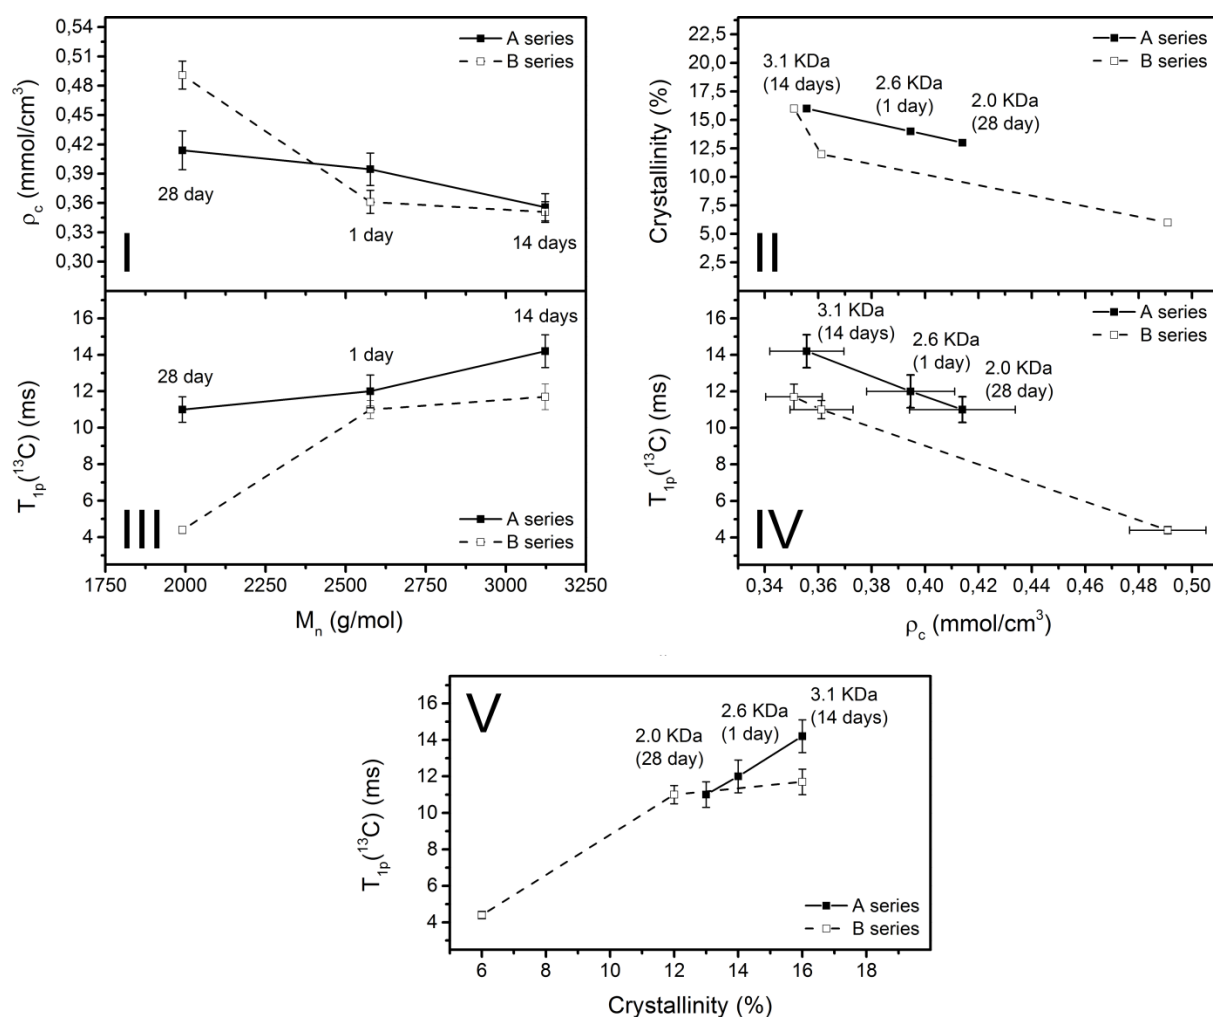 0,54
0,51
0,48
0,45
0,42
0,39
0,36
0,33
0,30
ρc (mmol/cm3)
A series
B series
28 day
1 day
14 days
I
22,5
20,0
17,5
15,0
12,5
10,0
7,5
5,0
2,5
Crystallinity (%)
A series
B series
3.1 KDa
(14 days)
2.6 KDa
(1 day)
2.0 KDa
(28 day)
II
16
14
12
10
8
6
4
T1p(13C) (ms)
14 days
1 day
28 day
A series
B series
III
1750 2000 2250 2500 2750 3000 3250
Mn (g/mol)
16
14
12
10
8
6
4
T1p(13C) (ms)
A series
B series
3.1 KDa
(14 days)
2.6 KDa
(1 day)
2.0 KDa
(28 day)
IV
0,34 0,36 0,38 0,40 0,42 0,44 0,46 0,48 0,50
ρc (mmol/cm3)
V
16
14
12
10
8
6
4
T1p(13C) (ms)
3.1 KDa
(14 days)
2.6 KDa
(1 day)
2.0 KDa
(28 day)
A series
B series
6 8 10 12 14 16 18
Crystallinity (%)